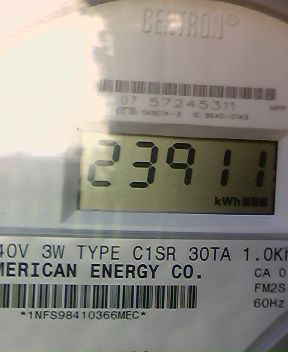 CENTRON®
07 57245311
23911
kWh
40V 3W TYPE C1SR 30TA 1.0Kh
MERICAN ENERGY CO.
CA 0
FM2S
60Hz
*1NFS98410366MEC*